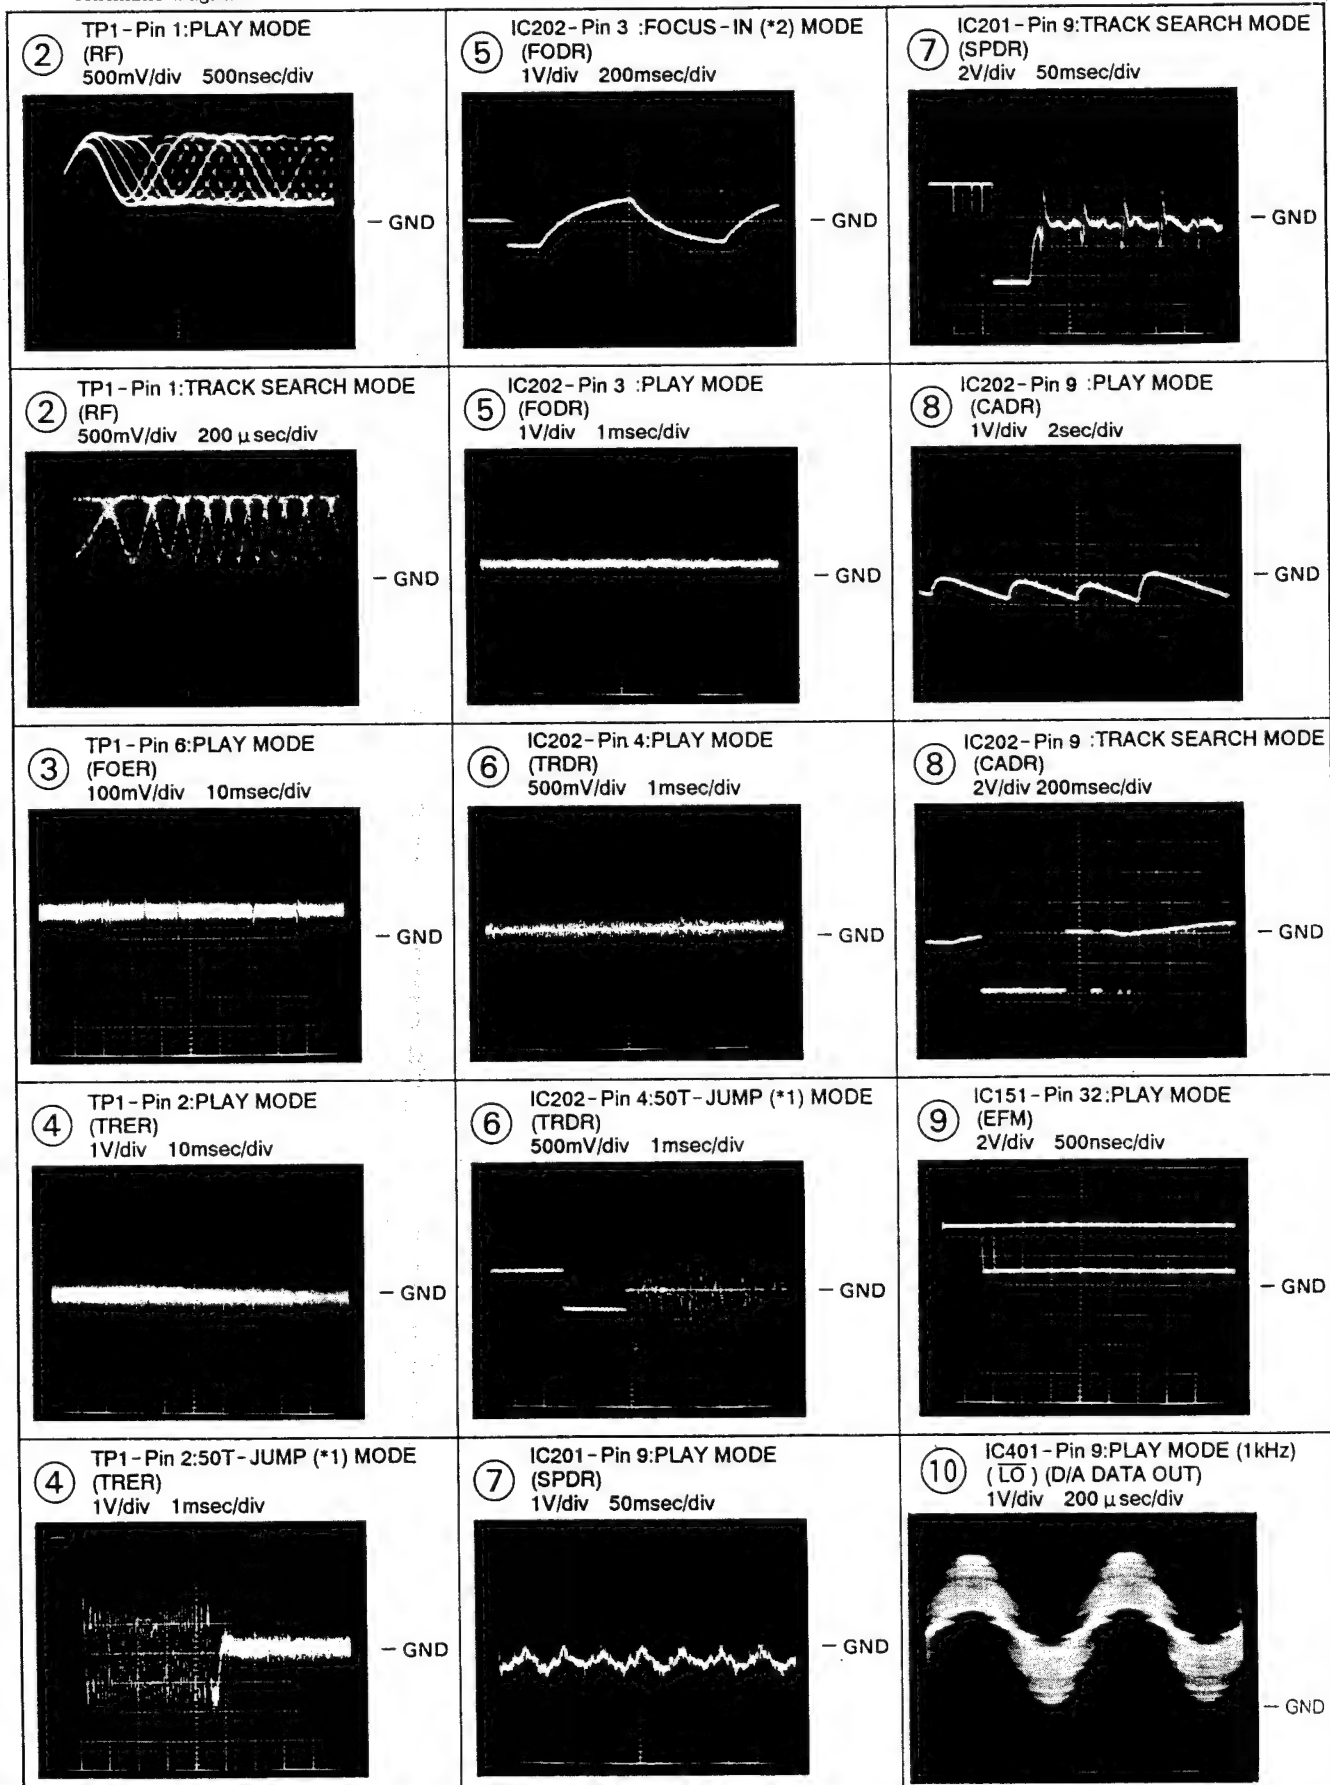 ② TP1-Pin 1:PLAY MODE
(RF)
500mV/div 500nsec/div
- GND
⑤ IC202-Pin 3 :FOCUS-IN (*2) MODE
(FODR)
1V/div 200msec/div
- GND
⑦ IC201-Pin 9:TRACK SEARCH MODE
(SPDR)
2V/div 50msec/div
- GND
② TP1-Pin 1:TRACK SEARCH MODE
(RF)
500mV/div 200 μsec/div
- GND
⑤ IC202-Pin 3 :PLAY MODE
(FODR)
1V/div 1msec/div
- GND
⑧ IC202-Pin 9 :PLAY MODE
(CADR)
1V/div 2sec/div
- GND
③ TP1-Pin 6:PLAY MODE
(FOER)
100mV/div 10msec/div
- GND
⑥ IC202-Pin 4:PLAY MODE
(TRDR)
500mV/div 1msec/div
- GND
⑧ IC202-Pin 9 :TRACK SEARCH MODE
(CADR)
2V/div 200msec/div
- GND
④ TP1-Pin 2:PLAY MODE
(TRER)
1V/div 10msec/div
- GND
⑥ IC202-Pin 4:50T-JUMP (*1) MODE
(TRDR)
500mV/div 1msec/div
- GND
⑨ IC151-Pin 32:PLAY MODE
(EFM)
2V/div 500nsec/div
- GND
④ TP1-Pin 2:50T-JUMP (*1) MODE
(TRER)
1V/div 1msec/div
- GND
⑦ IC201-Pin 9:PLAY MODE
(SPDR)
1V/div 50msec/div
- GND
⑩ IC401-Pin 9:PLAY MODE (1kHz)
(L̅O̅) (D/A DATA OUT)
1V/div 200 μsec/div
- GND